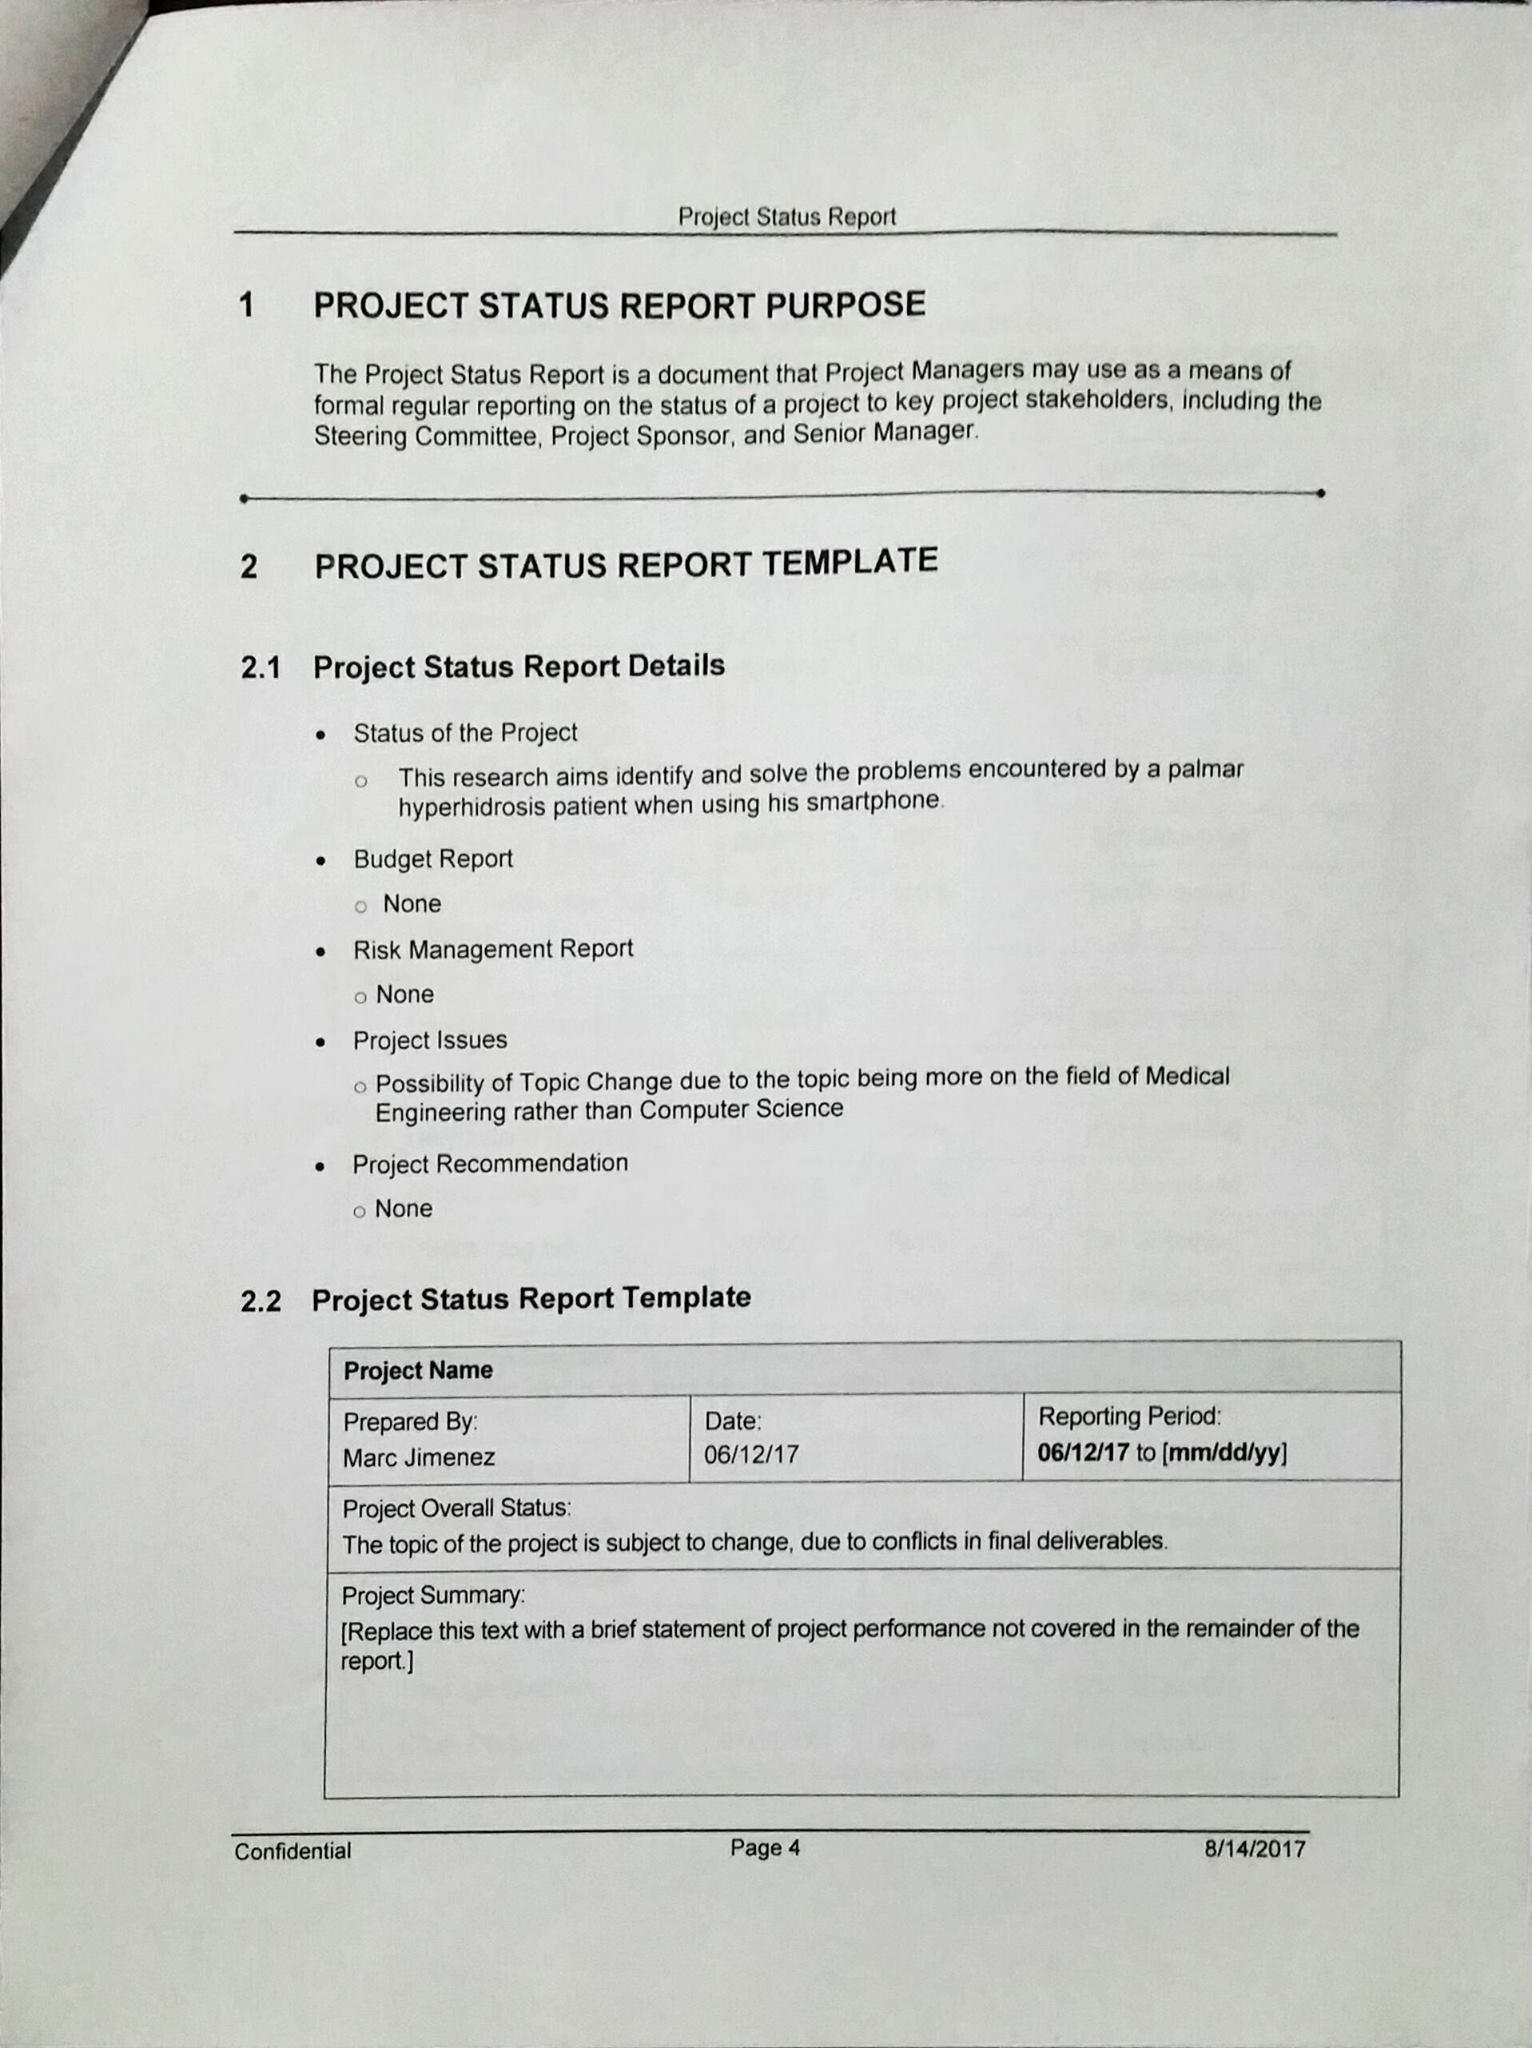 Project Status Report
1 PROJECT STATUS REPORT PURPOSE
The Project Status Report is a document that Project Managers may use as a means of
formal regular reporting on the status of a project to key project stakeholders, including the
Steering Committee, Project Sponsor, and Senior Manager.
2 PROJECT STATUS REPORT TEMPLATE
2.1 Project Status Report Details
• Status of the Project
○ This research aims identify and solve the problems encountered by a palmar
hyperhidrosis patient when using his smartphone.
• Budget Report
○ None
• Risk Management Report
○ None
• Project Issues
○ Possibility of Topic Change due to the topic being more on the field of Medical
Engineering rather than Computer Science
• Project Recommendation
○ None
2.2 Project Status Report Template
Project Name
Prepared By:
Marc Jimenez
Date:
06/12/17
Reporting Period:
06/12/17 to [mm/dd/yy]
Project Overall Status:
The topic of the project is subject to change, due to conflicts in final deliverables.
Project Summary:
[Replace this text with a brief statement of project performance not covered in the remainder of the
report.]
Confidential Page 4 8/14/2017